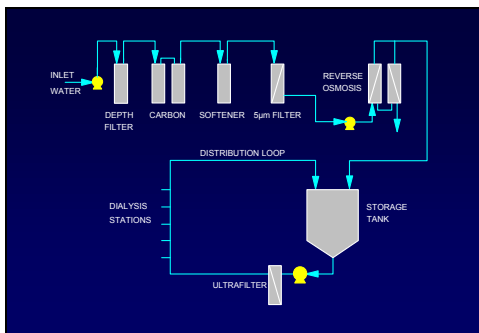 INLET
WATER
DEPTH
FILTER
CARBON
SOFTENER
5µm FILTER
REVERSE
OSMOSIS
DISTRIBUTION LOOP
DIALYSIS
STATIONS
STORAGE
TANK
ULTRAFILTER